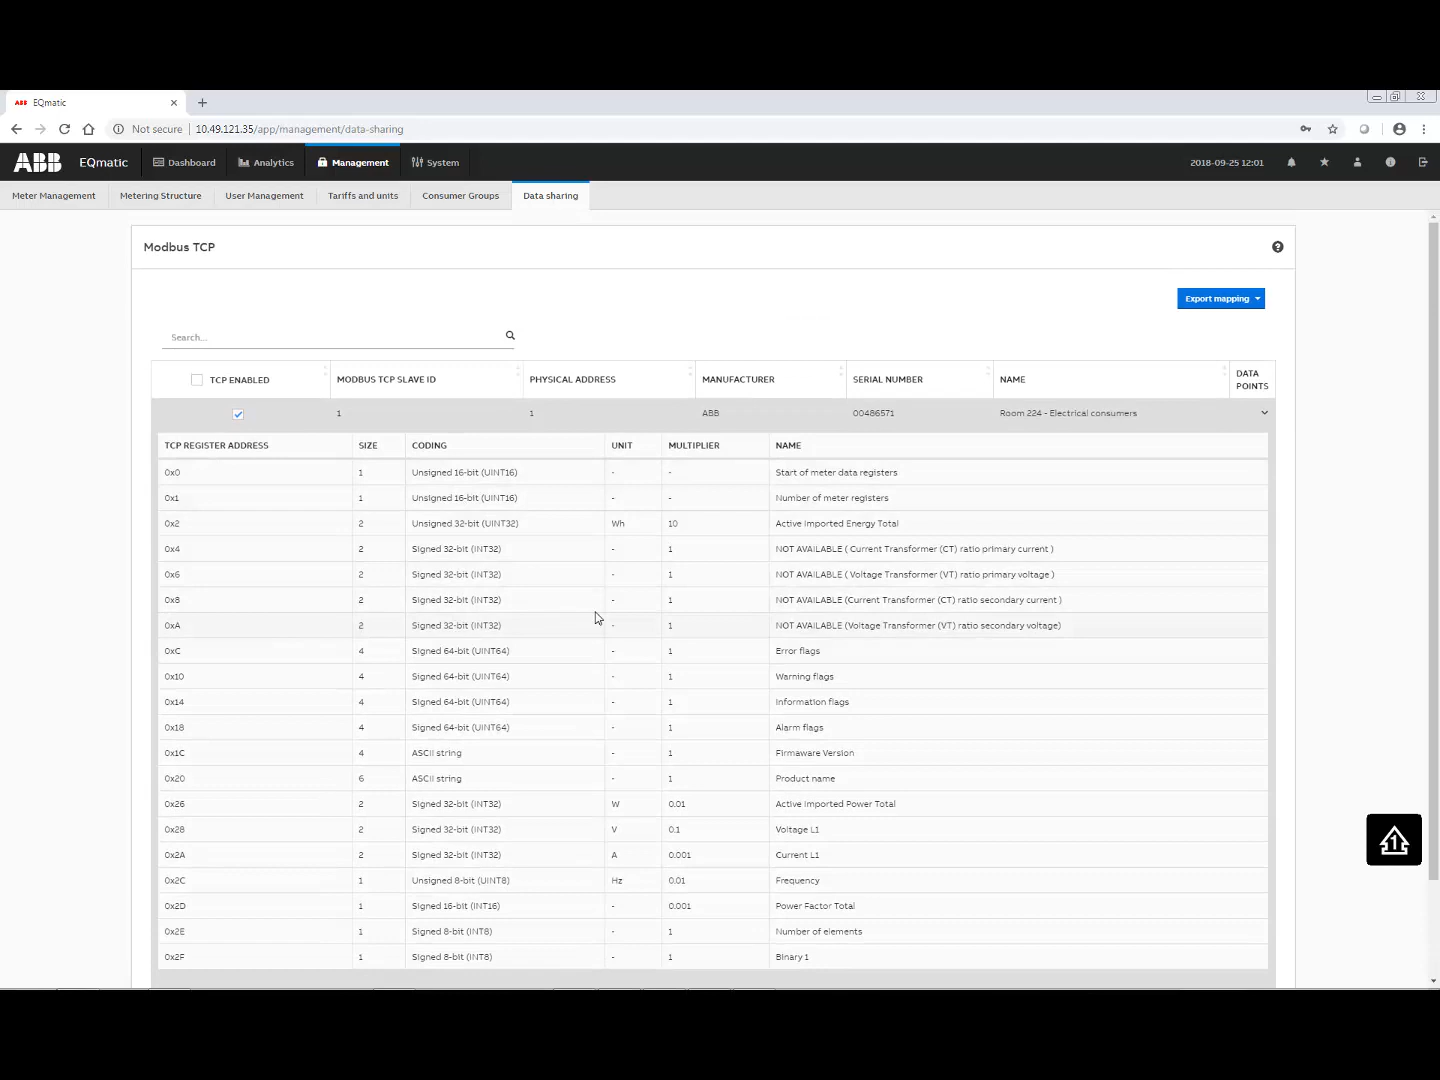 ABB EQmatic
Not secure 10.49.121.35/app/management/data-sharing
ABB EQmatic Dashboard Analytics Management System 2018-09-25 12:01
Meter Management Metering Structure User Management Tariffs and units Consumer Groups Data sharing
Modbus TCP
Export mapping
Search...
TCP ENABLED MODBUS TCP SLAVE ID PHYSICAL ADDRESS MANUFACTURER SERIAL NUMBER NAME DATA POINTS
1 1 ABB 00486571 Room 224 - Electrical consumers
TCP REGISTER ADDRESS SIZE CODING UNIT MULTIPLIER NAME
0x0 1 Unsigned 16-bit (UINT16) - - Start of meter data registers
0x1 1 Unsigned 16-bit (UINT16) - - Number of meter registers
0x2 2 Unsigned 32-bit (UINT32) Wh 10 Active Imported Energy Total
0x4 2 Signed 32-bit (INT32) - 1 NOT AVAILABLE ( Current Transformer (CT) ratio primary current )
0x6 2 Signed 32-bit (INT32) - 1 NOT AVAILABLE ( Voltage Transformer (VT) ratio primary voltage )
0x8 2 Signed 32-bit (INT32) - 1 NOT AVAILABLE (Current Transformer (CT) ratio secondary current )
0xA 2 Signed 32-bit (INT32) - 1 NOT AVAILABLE (Voltage Transformer (VT) ratio secondary voltage)
0xC 4 Signed 64-bit (UINT64) - 1 Error flags
0x10 4 Signed 64-bit (UINT64) - 1 Warning flags
0x14 4 Signed 64-bit (UINT64) - 1 Information flags
0x18 4 Signed 64-bit (UINT64) - 1 Alarm flags
0x1C 4 ASCII string - 1 Firmaware Version
0x20 6 ASCII string - 1 Product name
0x26 2 Signed 32-bit (INT32) W 0.01 Active Imported Power Total
0x28 2 Signed 32-bit (INT32) V 0.1 Voltage L1
0x2A 2 Signed 32-bit (INT32) A 0.001 Current L1
0x2C 1 Unsigned 8-bit (UINT8) Hz 0.01 Frequency
0x2D 1 Signed 16-bit (INT16) - 0.001 Power Factor Total
0x2E 1 Signed 8-bit (INT8) - 1 Number of elements
0x2F 1 Signed 8-bit (INT8) - 1 Binary 1
1